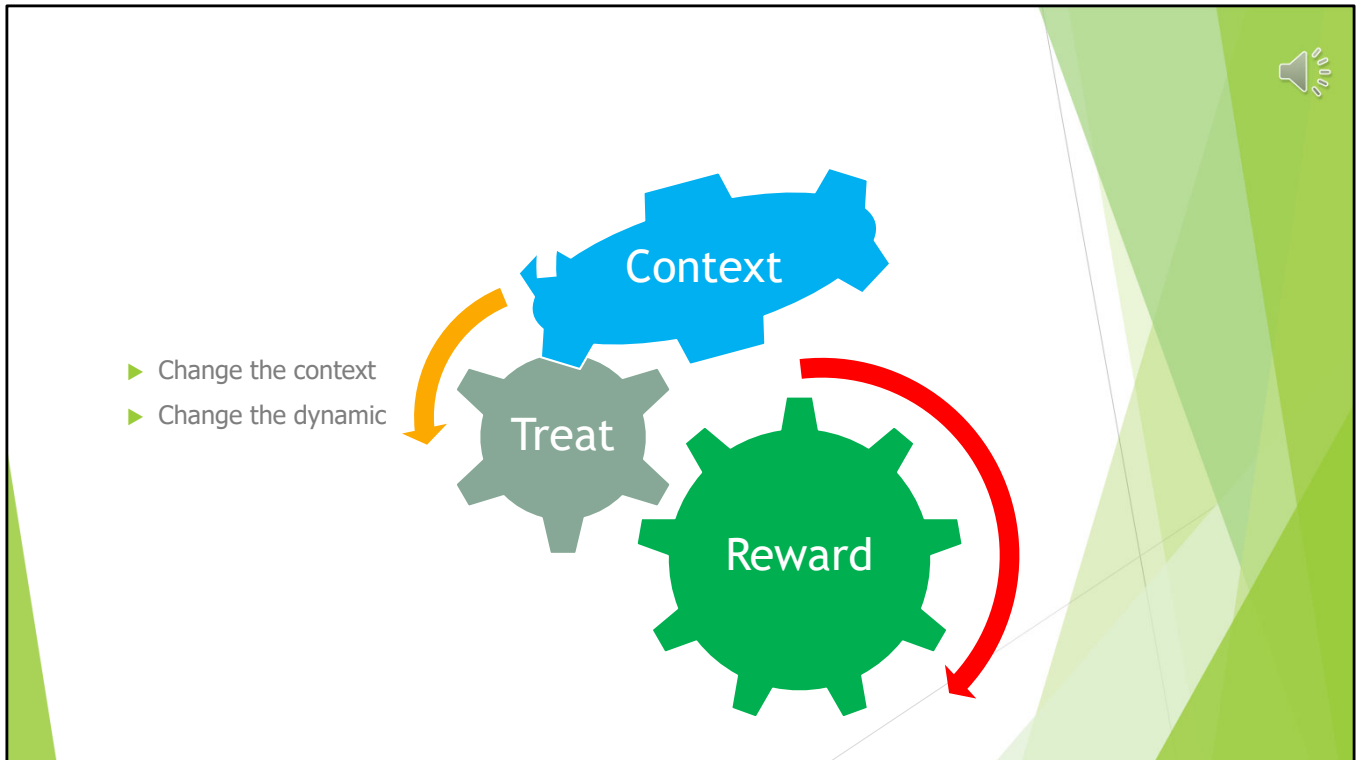 Context
Change the context
Change the dynamic
Treat
Reward